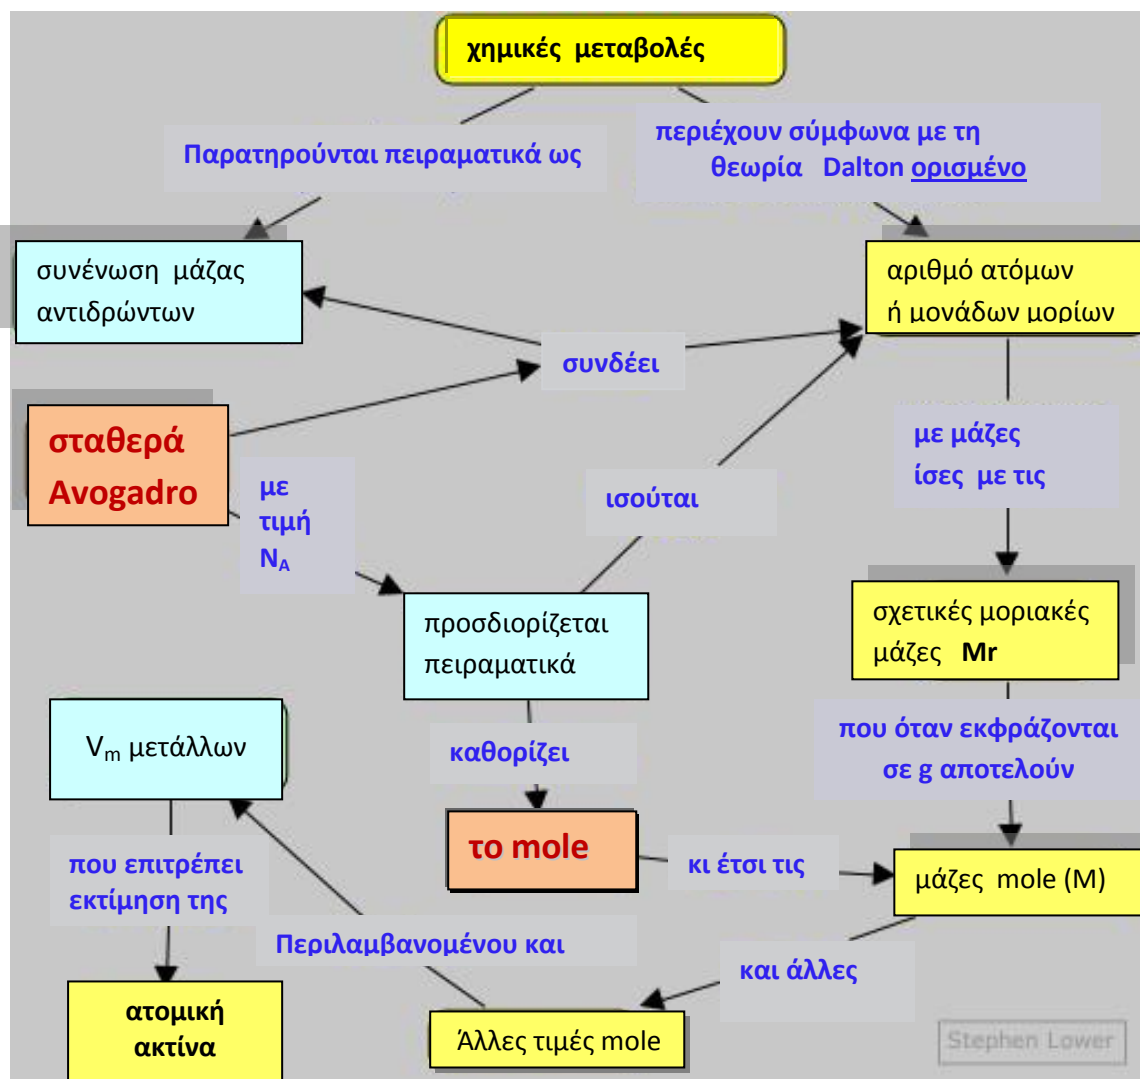 χημικές μεταβολές
Παρατηρούνται πειραματικά ως
περιέχουν σύμφωνα με τη
θεωρία Dalton ορισμένο
συνένωση μάζας
αντιδρώντων
αριθμό ατόμων
ή μονάδων μορίων
συνδέει
σταθερά
Avogadro
με
τιμή
NA
ισούται
με μάζες
ίσες με τις
προσδιορίζεται
πειραματικά
σχετικές μοριακές
μάζες Mr
Vm μετάλλων
καθορίζει
που όταν εκφράζονται
σε g αποτελούν
το mole
κι έτσι τις
μάζες mole (M)
που επιτρέπει
εκτίμηση της
Περιλαμβανομένου και
και άλλες
ατομική
ακτίνα
Άλλες τιμές mole
Stephen Lower